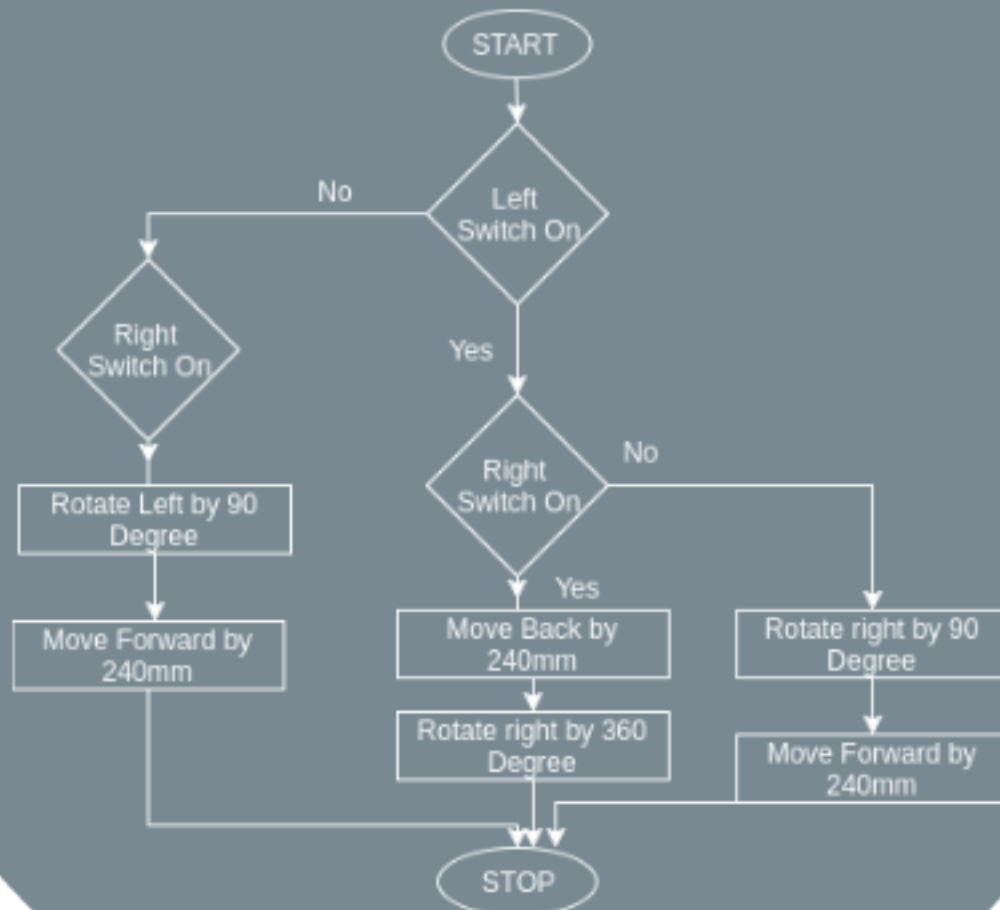 START
No
Left
Switch On
Right
Switch On
Yes
Right
Switch On
No
Rotate Left by 90
Degree
Yes
Move Forward by
240mm
Move Back by
240mm
Rotate right by 90
Degree
Rotate right by 360
Degree
Move Forward by
240mm
STOP